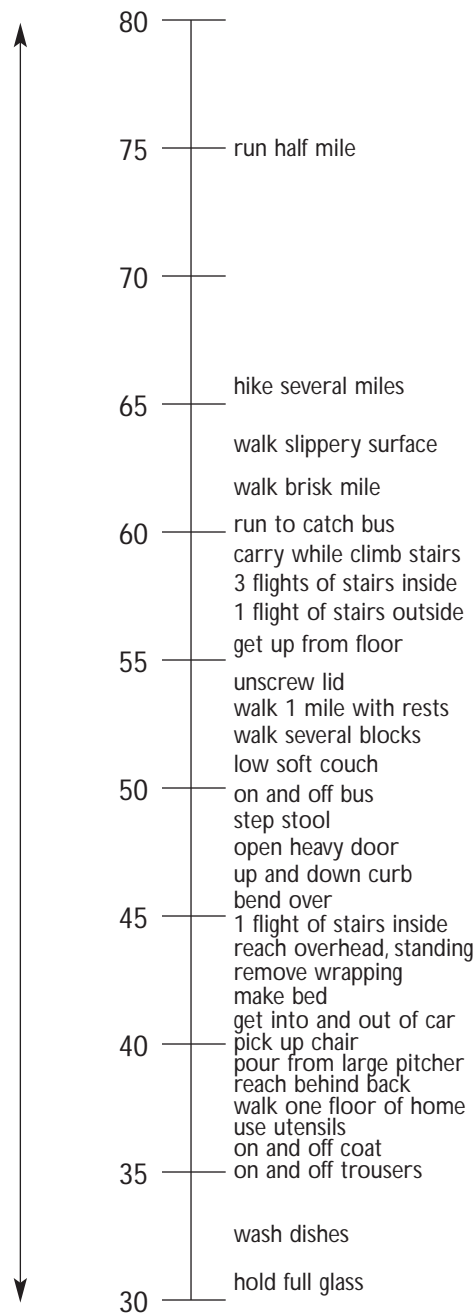 80
75 run half mile
70
hike several miles
65
walk slippery surface
walk brisk mile
run to catch bus
60
carry while climb stairs
3 flights of stairs inside
1 flight of stairs outside
get up from floor
55
unscrew lid
walk 1 mile with rests
walk several blocks
low soft couch
50
on and off bus
step stool
open heavy door
up and down curb
bend over
45
1 flight of stairs inside
reach overhead, standing
remove wrapping
make bed
get into and out of car
40 pick up chair
pour from large pitcher
reach behind back
walk one floor of home
use utensils
on and off coat
35 on and off trousers
wash dishes
hold full glass
30